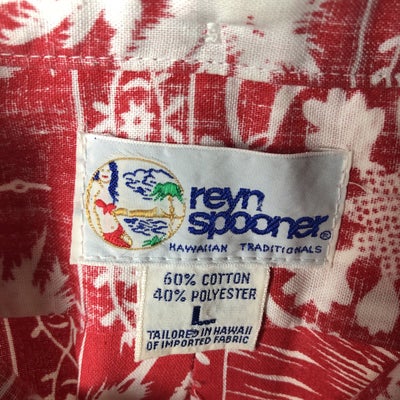 reyn
spooner®
HAWAIIAN TRADITIONALS
60% COTTON
40% POLYESTER
L
TAILORED IN HAWAII
OF IMPORTED FABRIC